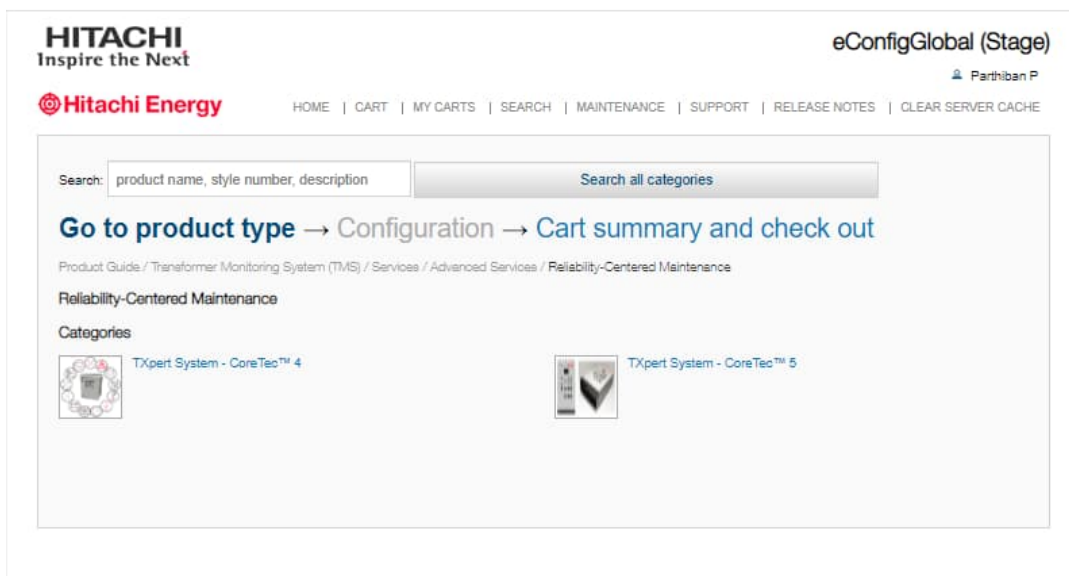 HITACHI
Inspire the Next
eConfigGlobal (Stage)
Parthiban P
Hitachi Energy
HOME | CART | MY CARTS | SEARCH | MAINTENANCE | SUPPORT | RELEASE NOTES | CLEAR SERVER CACHE
Search: product name, style number, description Search all categories
Go to product type → Configuration → Cart summary and check out
Product Guide / Transformer Monitoring System (TMS) / Services / Advanced Services / Reliability-Centered Maintenance
Reliability-Centered Maintenance
Categories
TXpert System - CoreTec™ 4 TXpert System - CoreTec™ 5